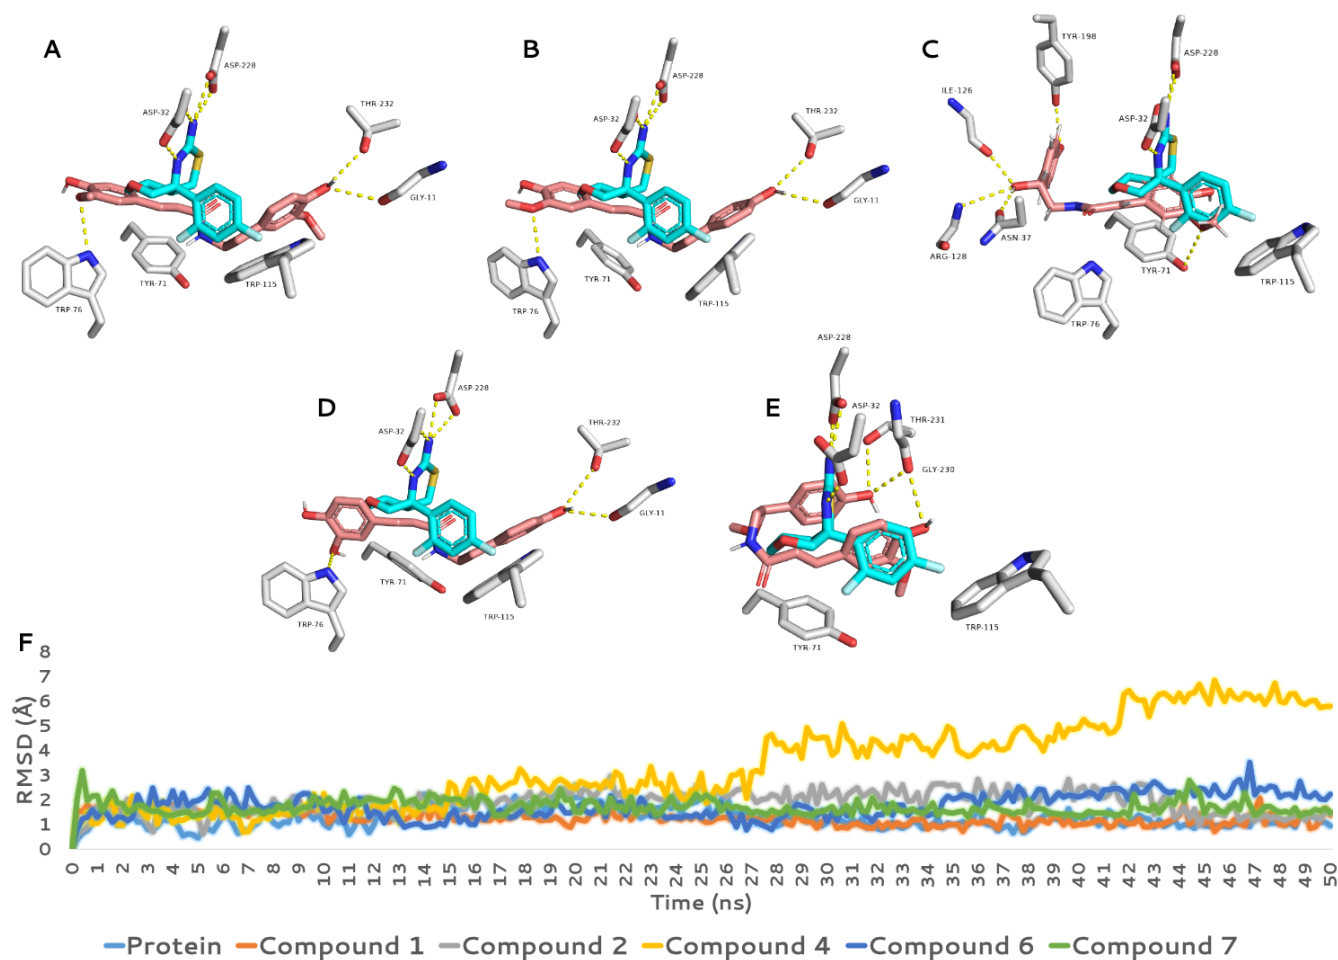 A
ASP-228
ASP-32
THR-232
GLY-11
TRP-76
TYR-71
TRP-115
B
ASP-228
ASP-32
THR-232
GLY-11
TRP-76
TYR-71
TRP-115
C
TYR-198
ASP-228
ILE-126
ASP-32
ARG-128
ASN-37
TYR-71
TRP-76
TRP-115
D
ASP-228
ASP-32
THR-232
GLY-11
TYR-71
TRP-76
TRP-115
E
ASP-228
ASP-32
THR-231
GLY-230
TYR-71
TRP-115
F
RMSD (Å)
8
7
6
5
4
3
2
1
0
0 1 2 3 4 5 6 7 8 9 10 11 12 13 14 15 16 17 18 19 20 21 22 23 24 25 26 27 28 29 30 31 32 33 34 35 36 37 38 39 40 41 42 43 44 45 46 47 48 49 50
Time (ns)
Protein Compound 1 Compound 2 Compound 4 Compound 6 Compound 7